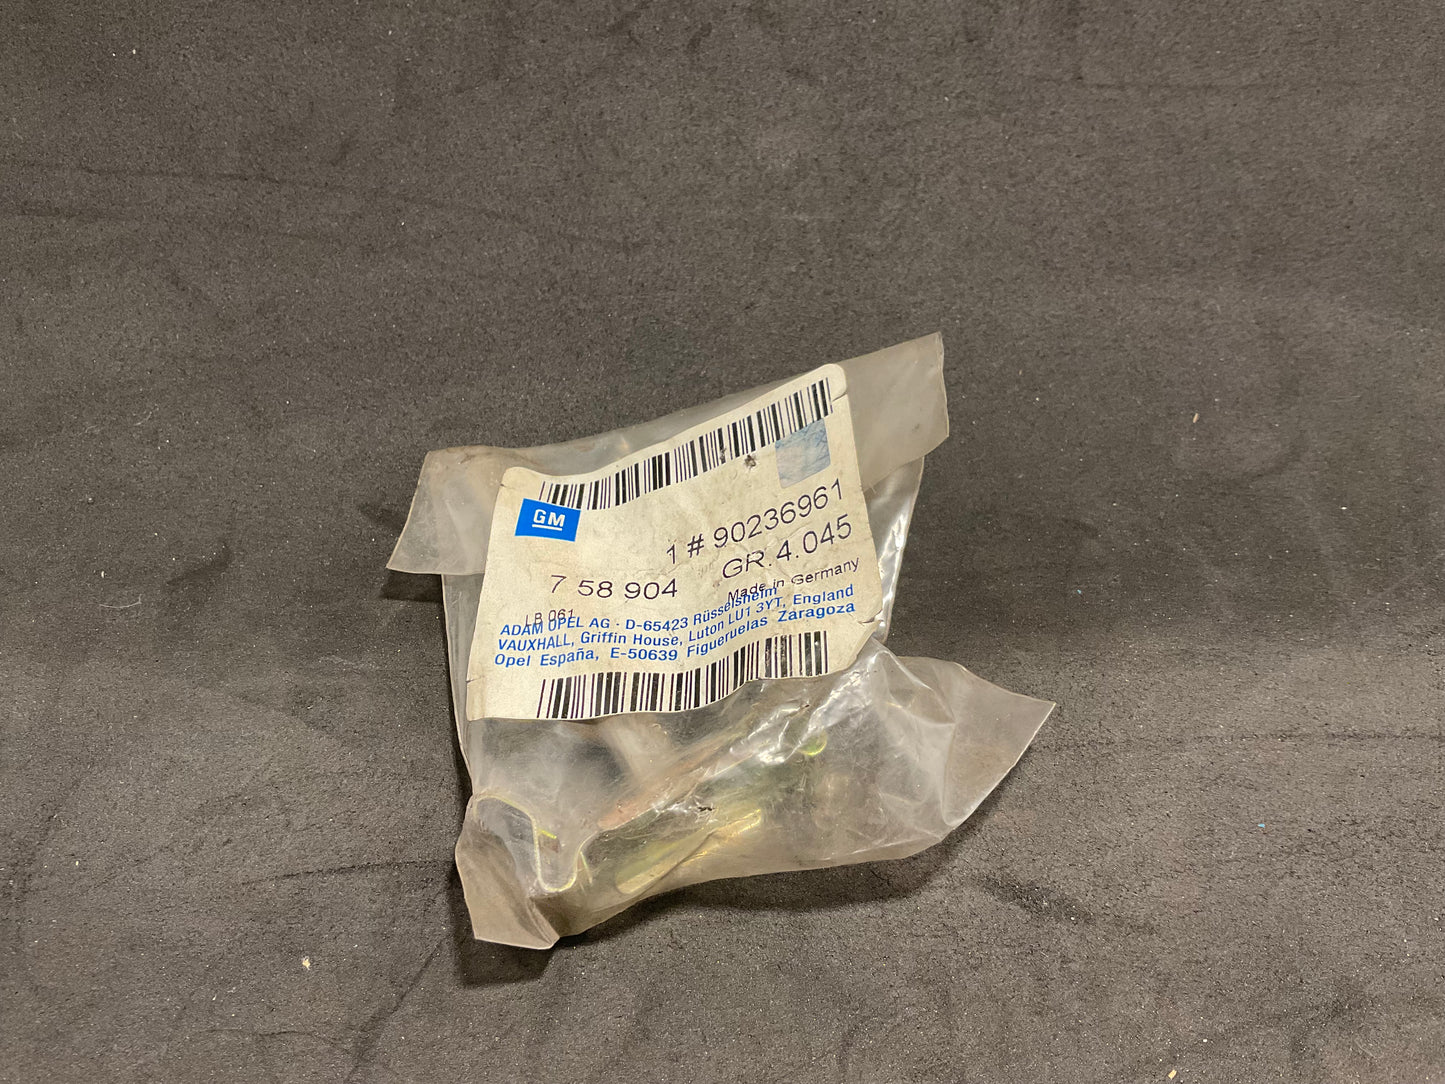 GM
1 # 90236961
7 58 904 GR.4.045
LB 061 Made in Germany
ADAM OPEL AG · D-65423 Rüsselsheim
VAUXHALL, Griffin House, Luton LU1 3YT, England
Opel España, E-50639 Figueruelas Zaragoza